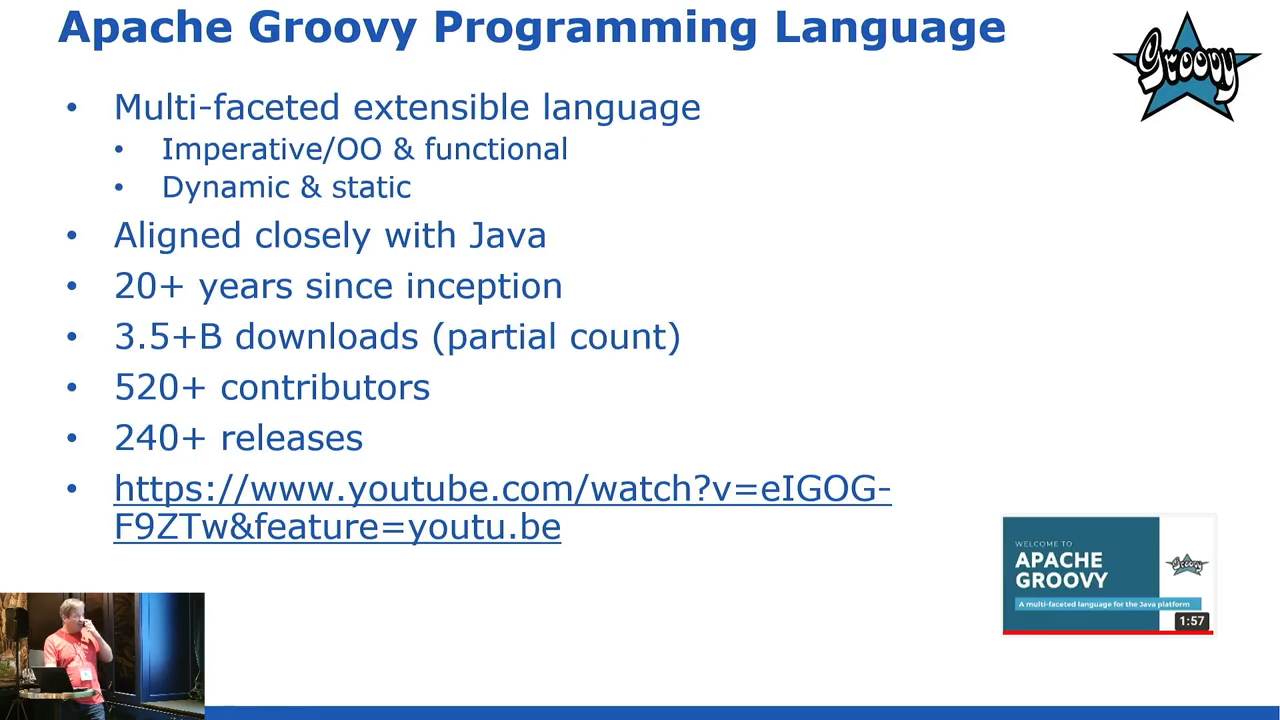 Apache Groovy Programming Language
Groovy
• Multi-faceted extensible language
• Imperative/OO & functional
• Dynamic & static
• Aligned closely with Java
• 20+ years since inception
• 3.5+B downloads (partial count)
• 520+ contributors
• 240+ releases
• https://www.youtube.com/watch?v=eIGOG-
F9ZTw&feature=youtu.be
WELCOME TO
APACHE
GROOVY
Groovy
A multi-faceted language for the Java platform
1:57